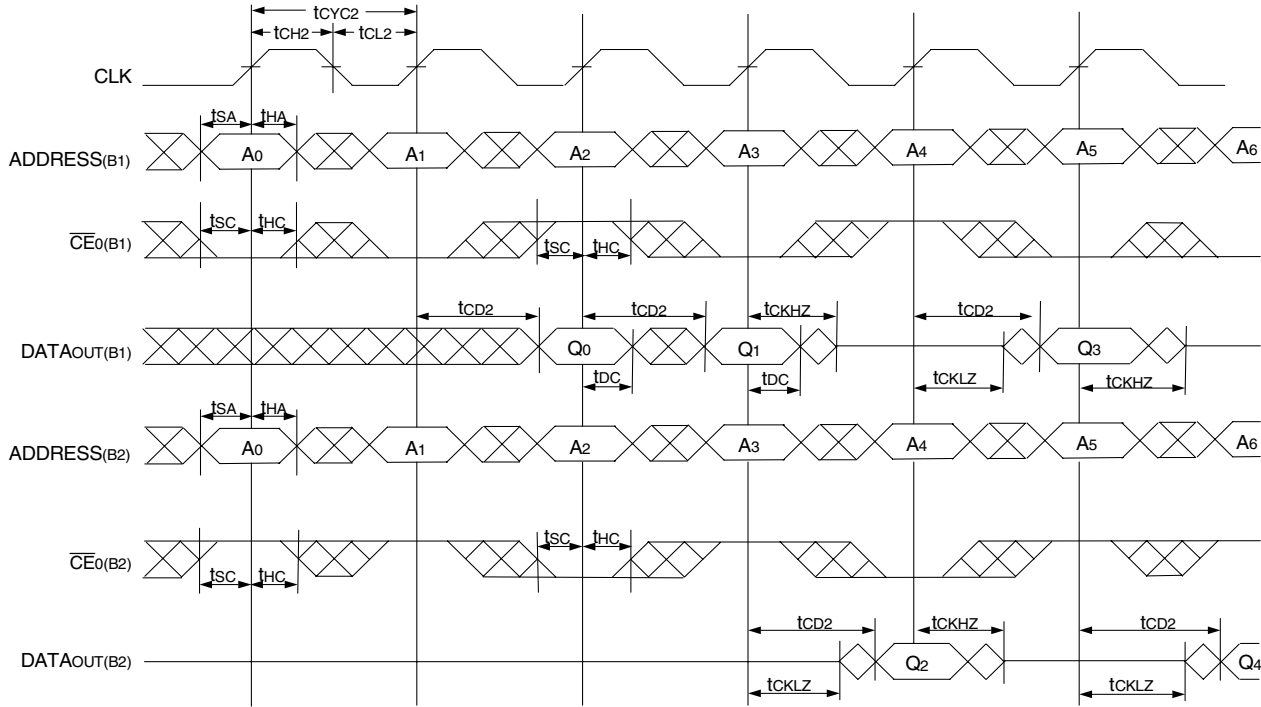 tCYC2
tCH2 tCL2
CLK
tSA tHA
ADDRESS(B1) A0 A1 A2 A3 A4 A5 A6
tSC tHC
CE0(B1)
tSC tHC
tCD2 tCD2 tCKHZ tCD2
DATAOUT(B1) Q0 Q1 Q3
tDC tDC tCKLZ tCKHZ
tSA tHA
ADDRESS(B2) A0 A1 A2 A3 A4 A5 A6
tSC tHC
CE0(B2)
tSC tHC
tCD2 tCKHZ tCD2
DATAOUT(B2) Q2 Q4
tCKLZ tCKLZ